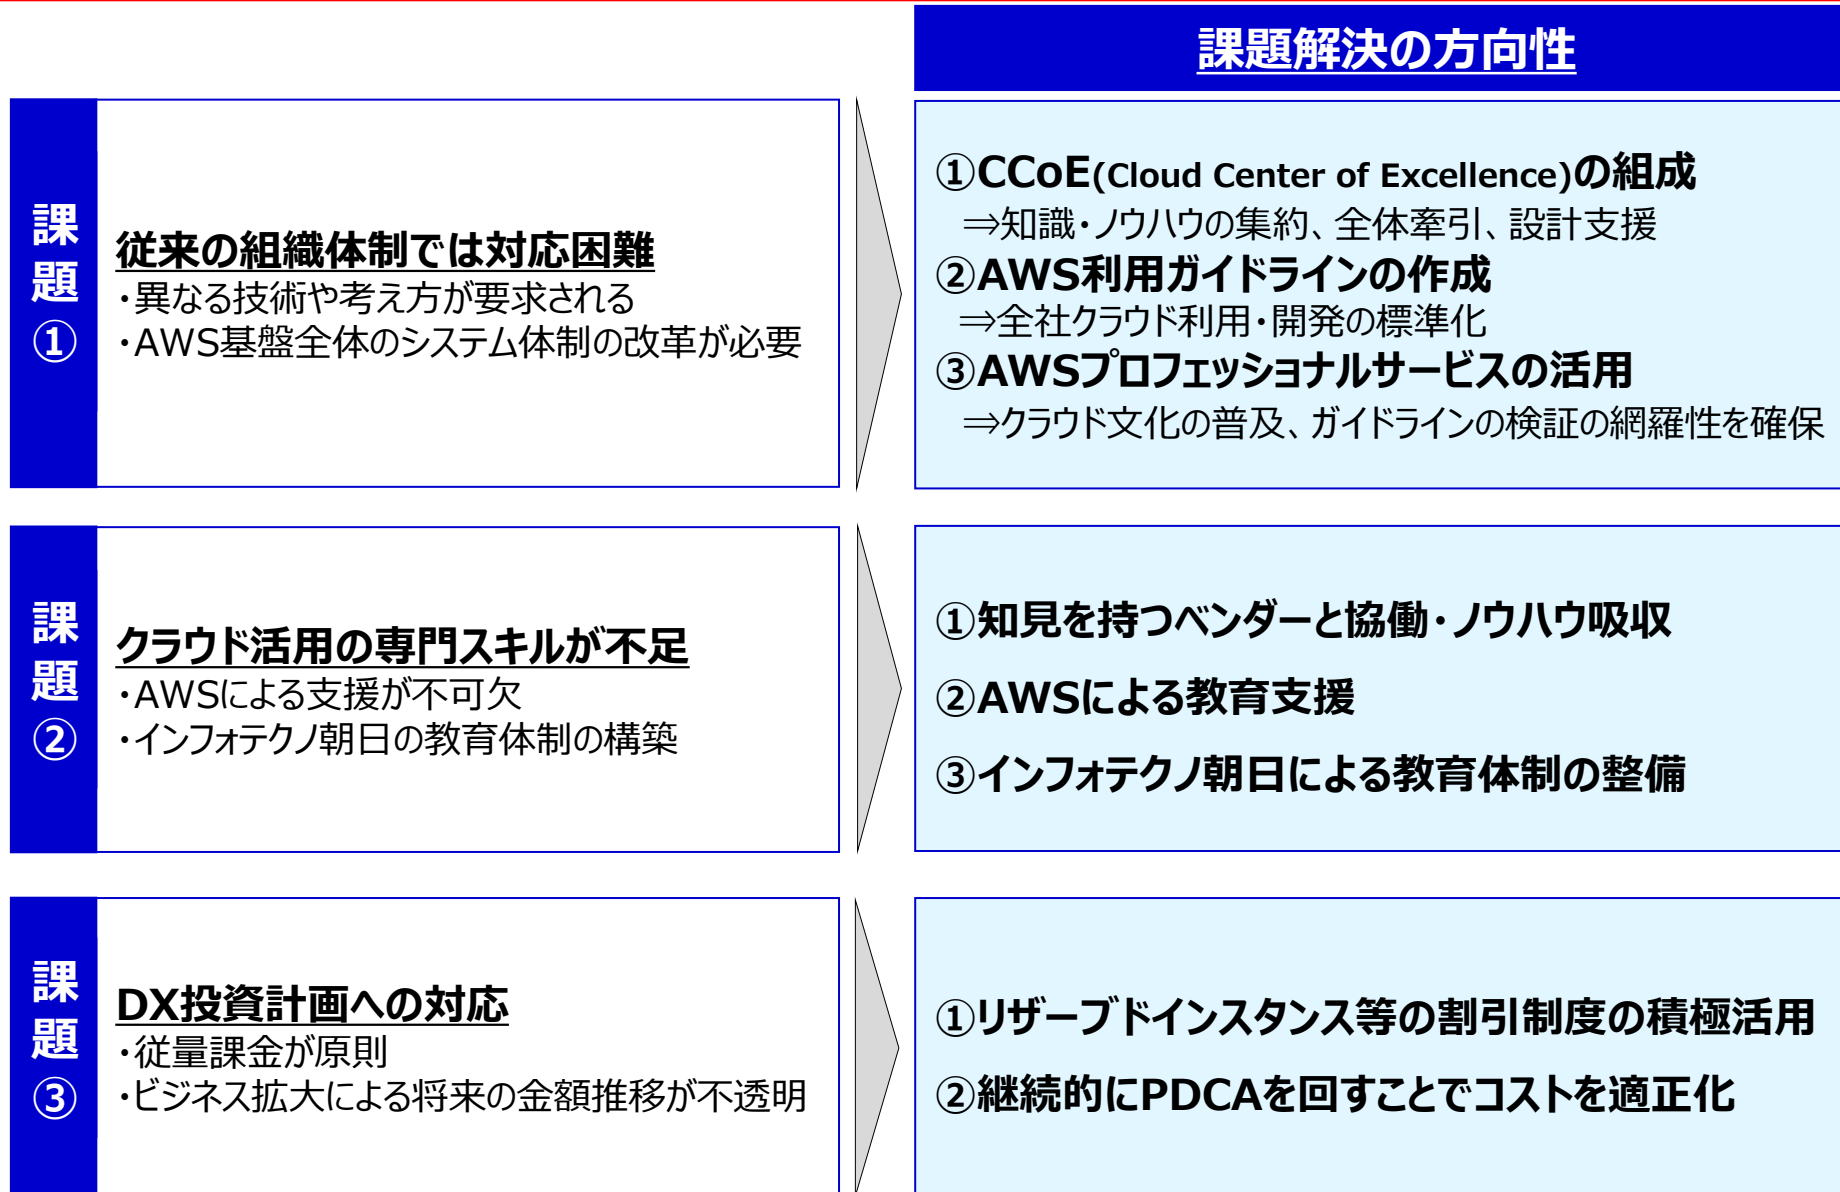 課題解決の方向性
課題①
従来の組織体制では対応困難
・異なる技術や考え方が要求される
・AWS基盤全体のシステム体制の改革が必要
①CCoE(Cloud Center of Excellence)の組成
⇒知識・ノウハウの集約、全体牽引、設計支援
②AWS利用ガイドラインの作成
⇒全社クラウド利用・開発の標準化
③AWSプロフェッショナルサービスの活用
⇒クラウド文化の普及、ガイドラインの検証の網羅性を確保
課題②
クラウド活用の専門スキルが不足
・AWSによる支援が不可欠
・インフォテクノ朝日の教育体制の構築
①知見を持つベンダーと協働・ノウハウ吸収
②AWSによる教育支援
③インフォテクノ朝日による教育体制の整備
課題③
DX投資計画への対応
・従量課金が原則
・ビジネス拡大による将来の金額推移が不透明
①リザーブドインスタンス等の割引制度の積極活用
②継続的にPDCAを回すことでコストを適正化